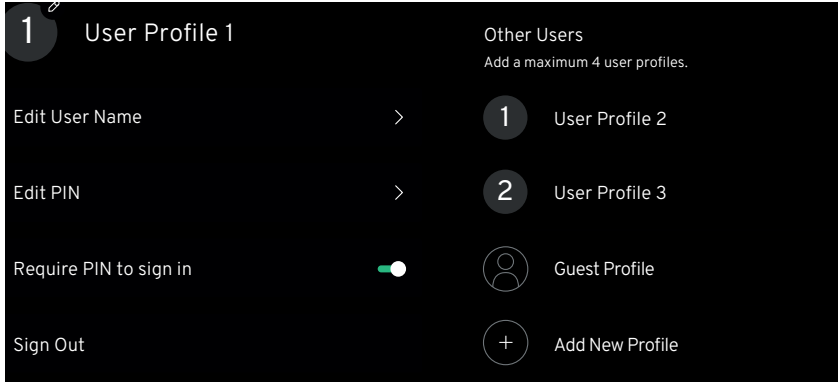 1
User Profile 1
Edit User Name
Edit PIN
Require PIN to sign in
Sign Out
Other Users
Add a maximum 4 user profiles.
1
User Profile 2
2
User Profile 3
Guest Profile
Add New Profile